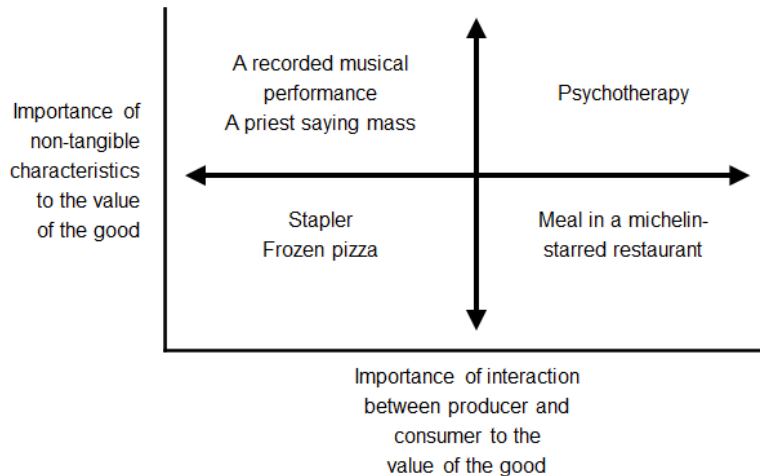 Importance of
non-tangible
characteristics
to the value
of the good
A recorded musical
performance
A priest saying mass
Psychotherapy
Stapler
Frozen pizza
Meal in a michelin-
starred restaurant
Importance of interaction
between producer and
consumer to the
value of the good